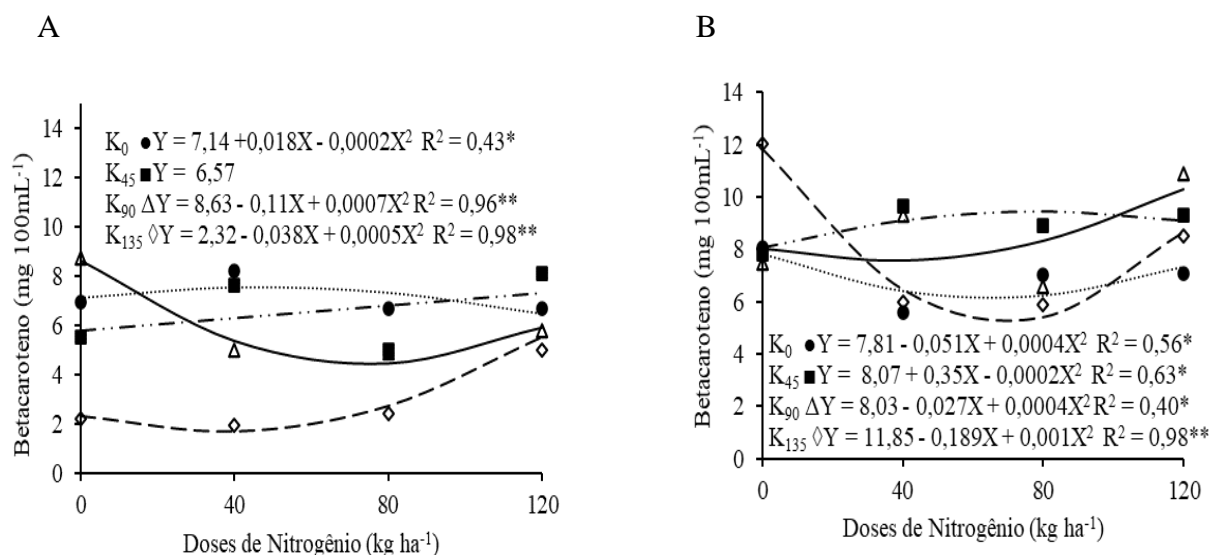 A
Betacaroteno (mg 100mL⁻¹)
14
12
10
8
6
4
2
0
K₀ ●Y = 7,14 +0,018X - 0,0002X² R² = 0,43*
K₄₅ ■Y = 6,57
K₉₀ ΔY = 8,63 - 0,11X + 0,0007X² R² = 0,96**
K₁₃₅ ◊Y = 2,32 - 0,038X + 0,0005X² R² = 0,98**
0 40 80 120
Doses de Nitrogênio (kg ha⁻¹)
B
Betacaroteno (mg 100mL⁻¹)
14
12
10
8
6
4
2
0
K₀ ●Y = 7,81 - 0,051X + 0,0004X² R² = 0,56*
K₄₅ ■Y = 8,07 + 0,35X - 0,0002X² R² = 0,63*
K₉₀ ΔY = 8,03 - 0,027X + 0,0004X² R² = 0,40*
K₁₃₅ ◊Y = 11,85 - 0,189X + 0,001X² R² = 0,98**
0 40 80 120
Doses de Nitrogênio (kg ha⁻¹)